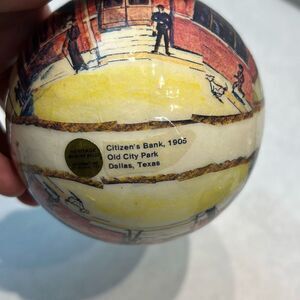 Citizen's Bank, 1905
Old City Park
Dallas, Texas